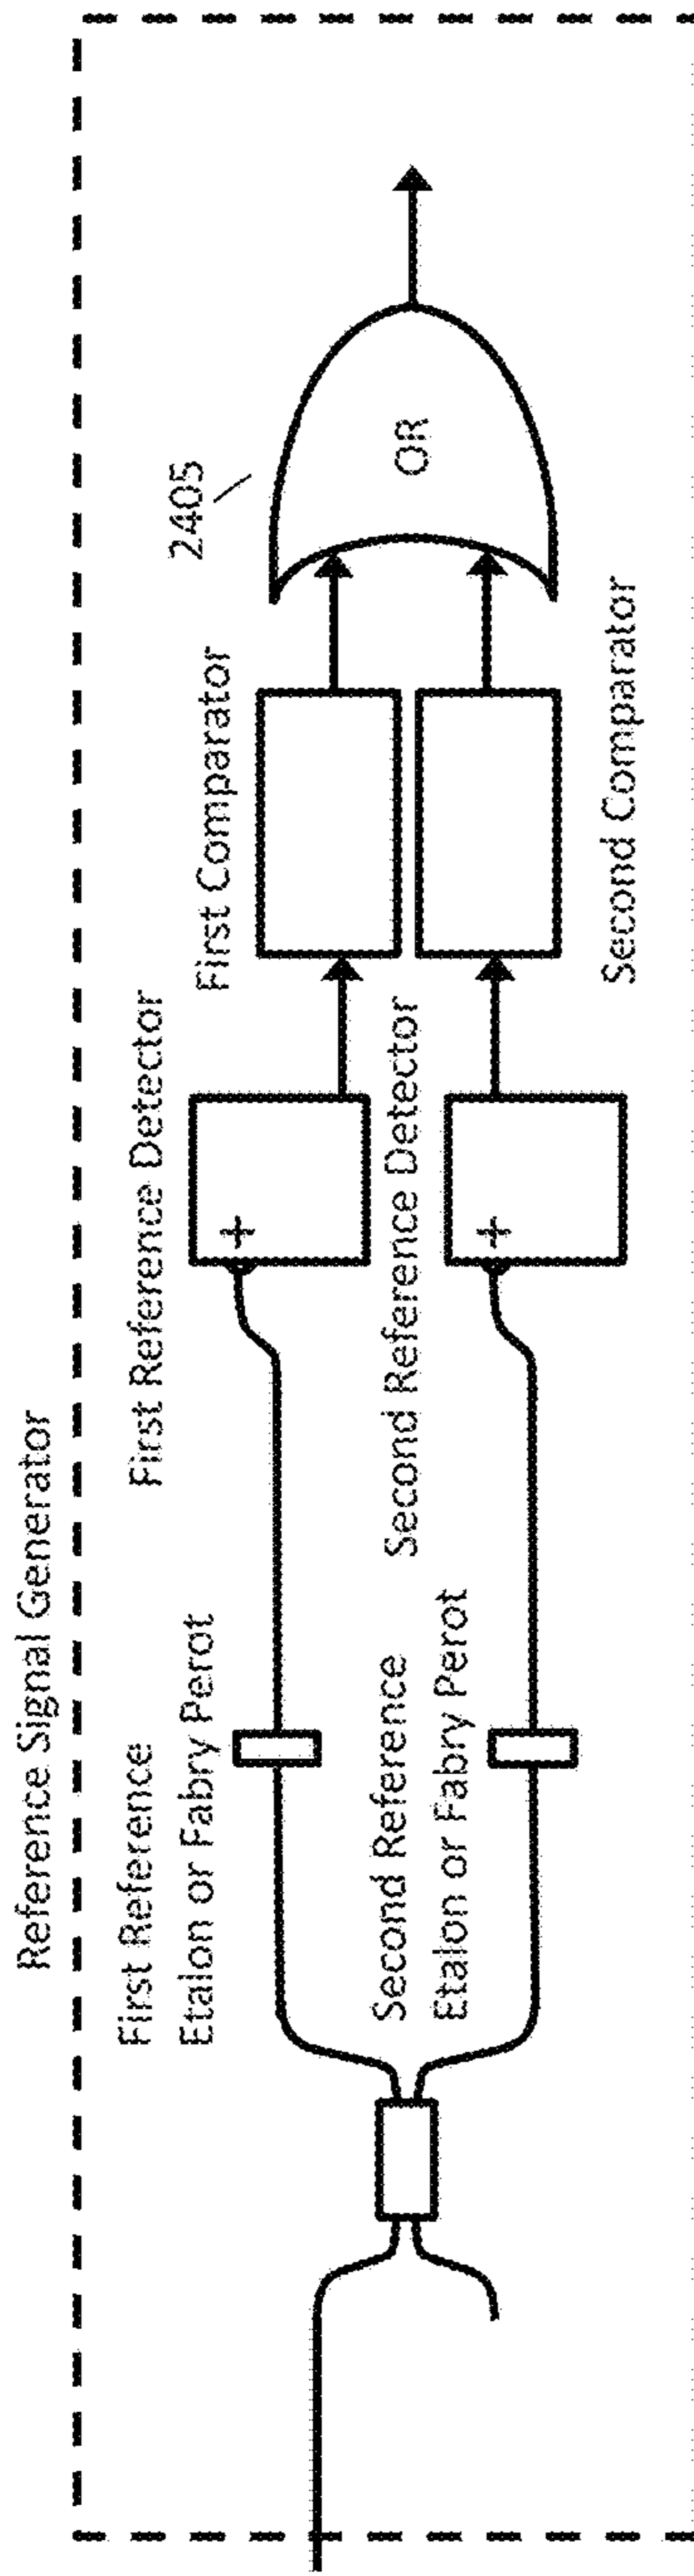 Reference Signal Generator
First Reference
Etalon or Fabry Perot
First Reference Detector
First Comparator
2405
OR
Second Reference
Etalon or Fabry Perot
Second Reference Detector
Second Comparator
+
+